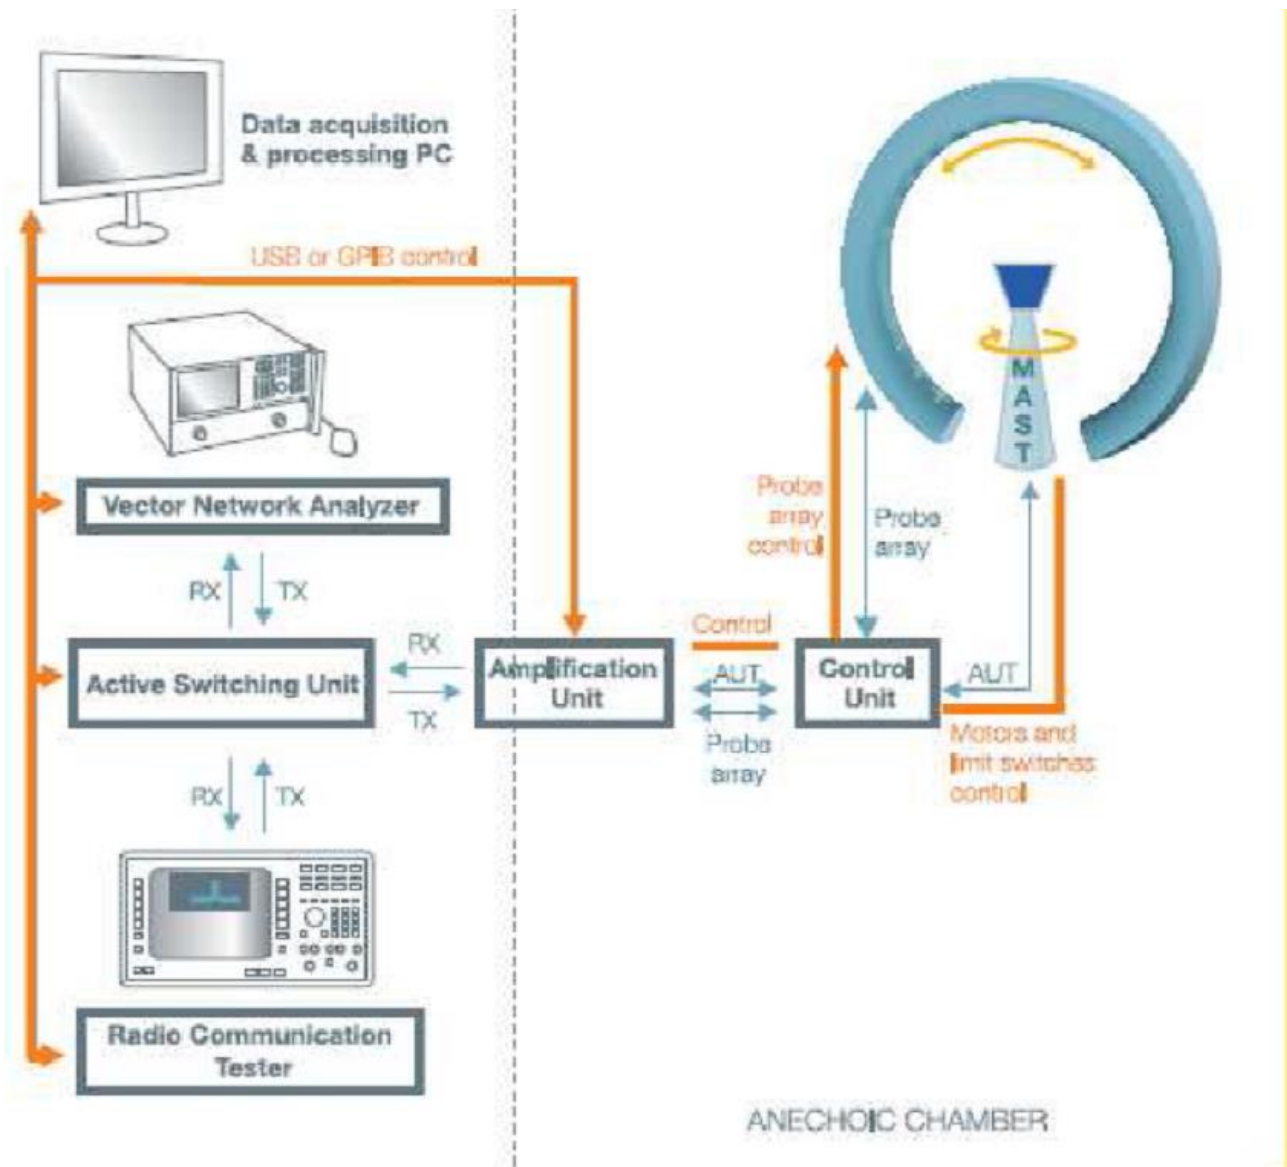 Data acquisition
& processing PC
USB or GPIB control
Vector Network Analyzer
RX
TX
Active Switching Unit
RX
TX
RX
TX
Radio Communication
Tester
Amplification
Unit
Control
AUT
Probe
array
Control
Unit
Probe
array
control
Probe
array
MAST
AUT
Motors and
limit switches
control
ANECHOIC CHAMBER